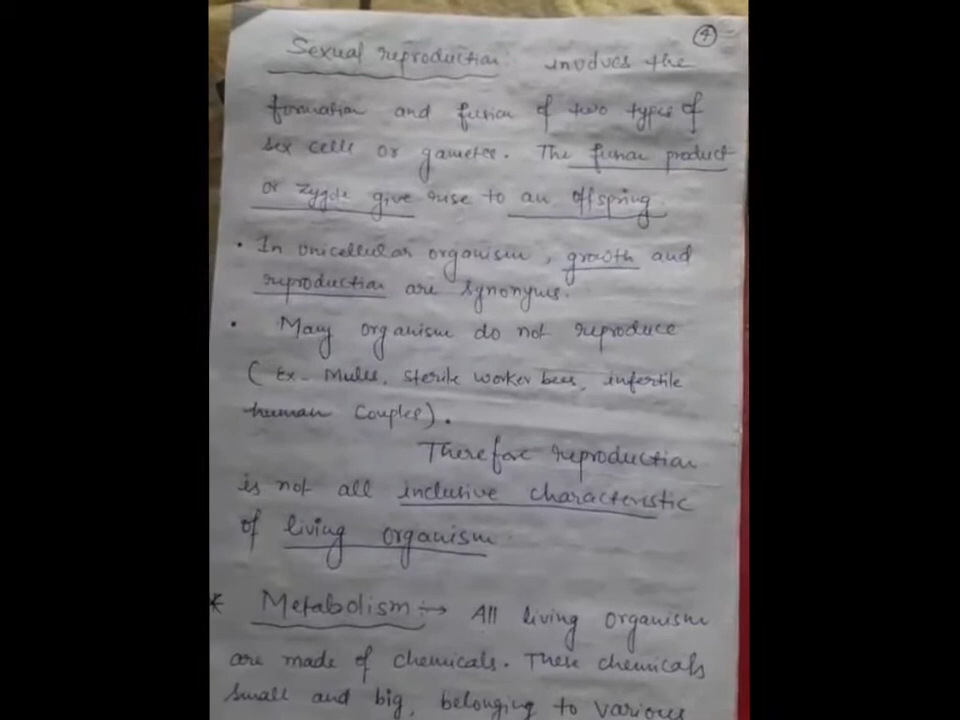 4
Sexual reproduction involves the
formation and fusion of two types of
sex cells or gametes. The fusion product
or zygote give rise to an offspring
• In unicellular organism, growth and
reproduction are synonyms.
• Many organism do not reproduce
(Ex- Mules, sterile worker bees, infertile
human Couples).
Therefore reproduction
is not all inclusive characteristic
of living organism
* Metabolism :→ All living organism
are made of chemicals. These chemicals
small and big, belonging to various